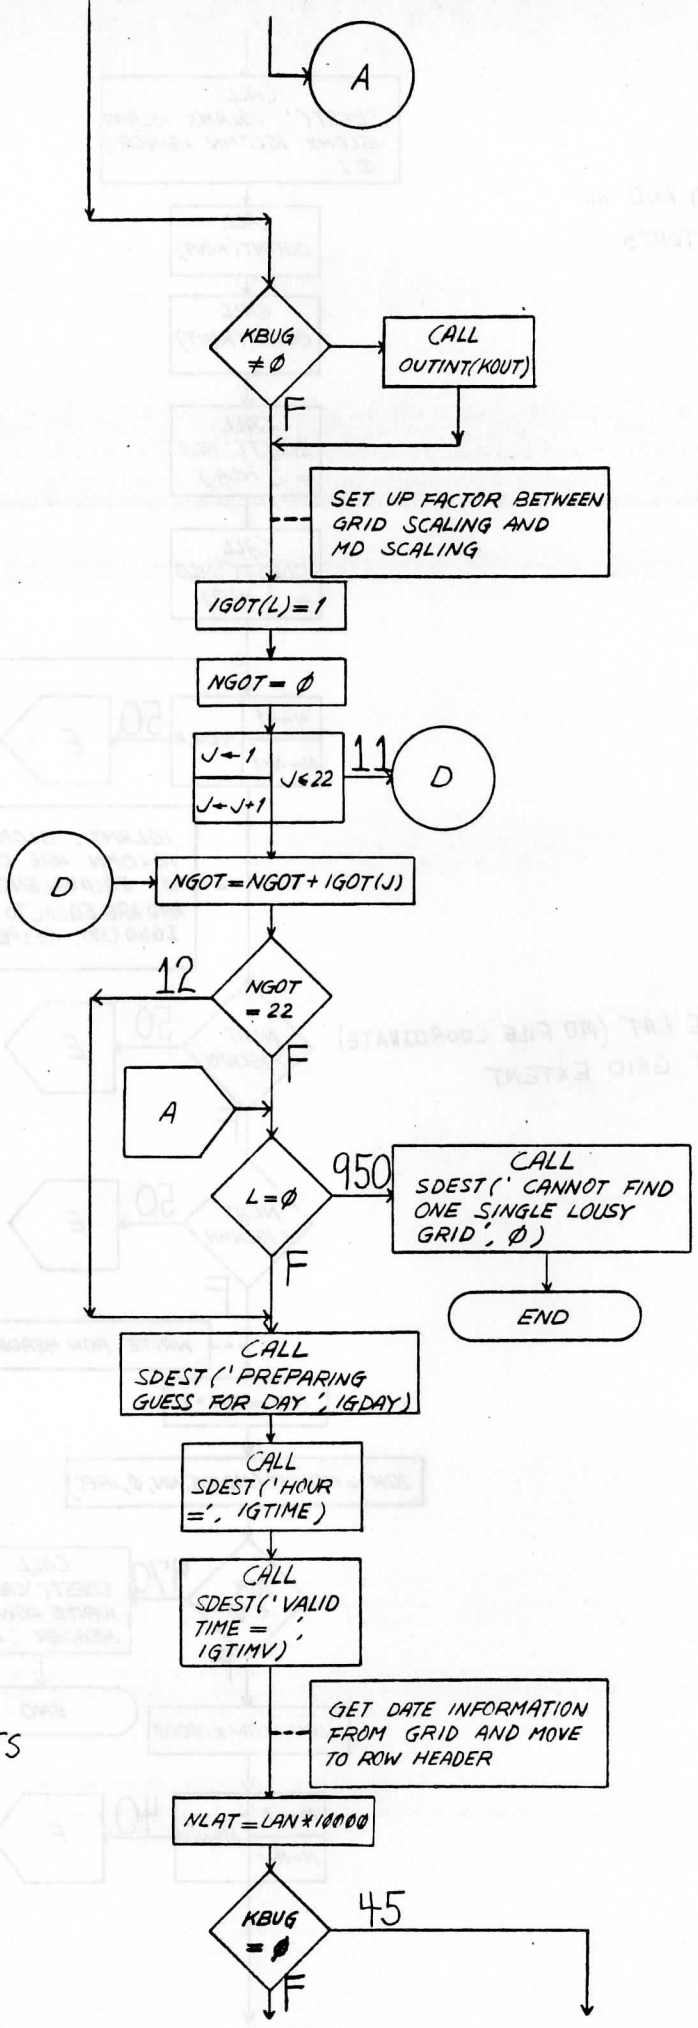 A
KBUG
≠ Ø
CALL
OUTINT(KOUT)
F
SET UP FACTOR BETWEEN
GRID SCALING AND
MD SCALING
IGOT(L)=1
NGOT = Ø
J←1
J←J+1
J≤22
11
D
D
NGOT=NGOT+IGOT(J)
12
NGOT
= 22
F
A
L=Ø
950
CALL
SDEST(' CANNOT FIND
ONE SINGLE LOUSY
GRID', Ø)
F
END
CALL
SDEST('PREPARING
GUESS FOR DAY', IGDAY)
CALL
SDEST('HOUR
=', IGTIME)
CALL
SDEST('VALID
TIME = ',
IGTIMV)
GET DATE INFORMATION
FROM GRID AND MOVE
TO ROW HEADER
TS
NLAT=LAN*1ØØØØ
KBUG
= Ø
45
F